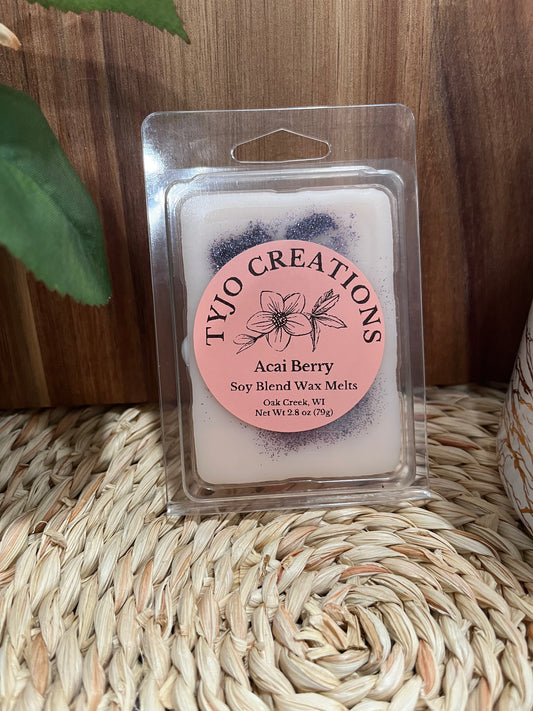 TYJO CREATIONS
Acai Berry
Soy Blend Wax Melts
Oak Creek, WI
Net Wt 2.8 oz (79g)